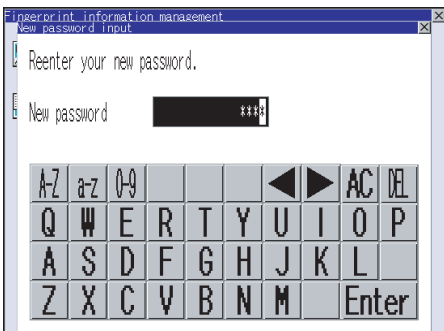 Fingerprint information management
New password input
Reenter your new password.
New password ****
A-Z a-z 0-9 ◀ ▶ AC DEL
Q W E R T Y U I O P
A S D F G H J K L
Z X C V B N M Enter